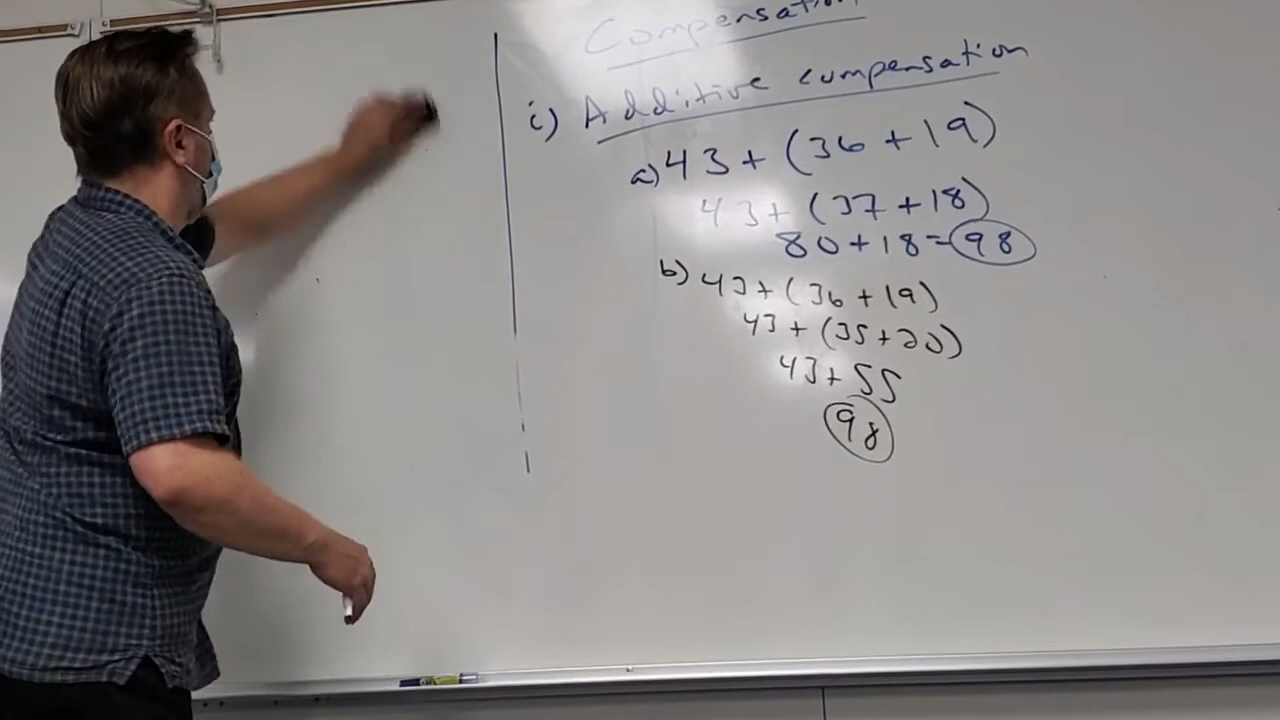 Compensation
i) Additive compensation
a) 43 + (36 + 19)
43 + (37 + 18)
80 + 18 = 98
b) 43 + (36 + 19)
43 + (35 + 20)
43 + 55
98